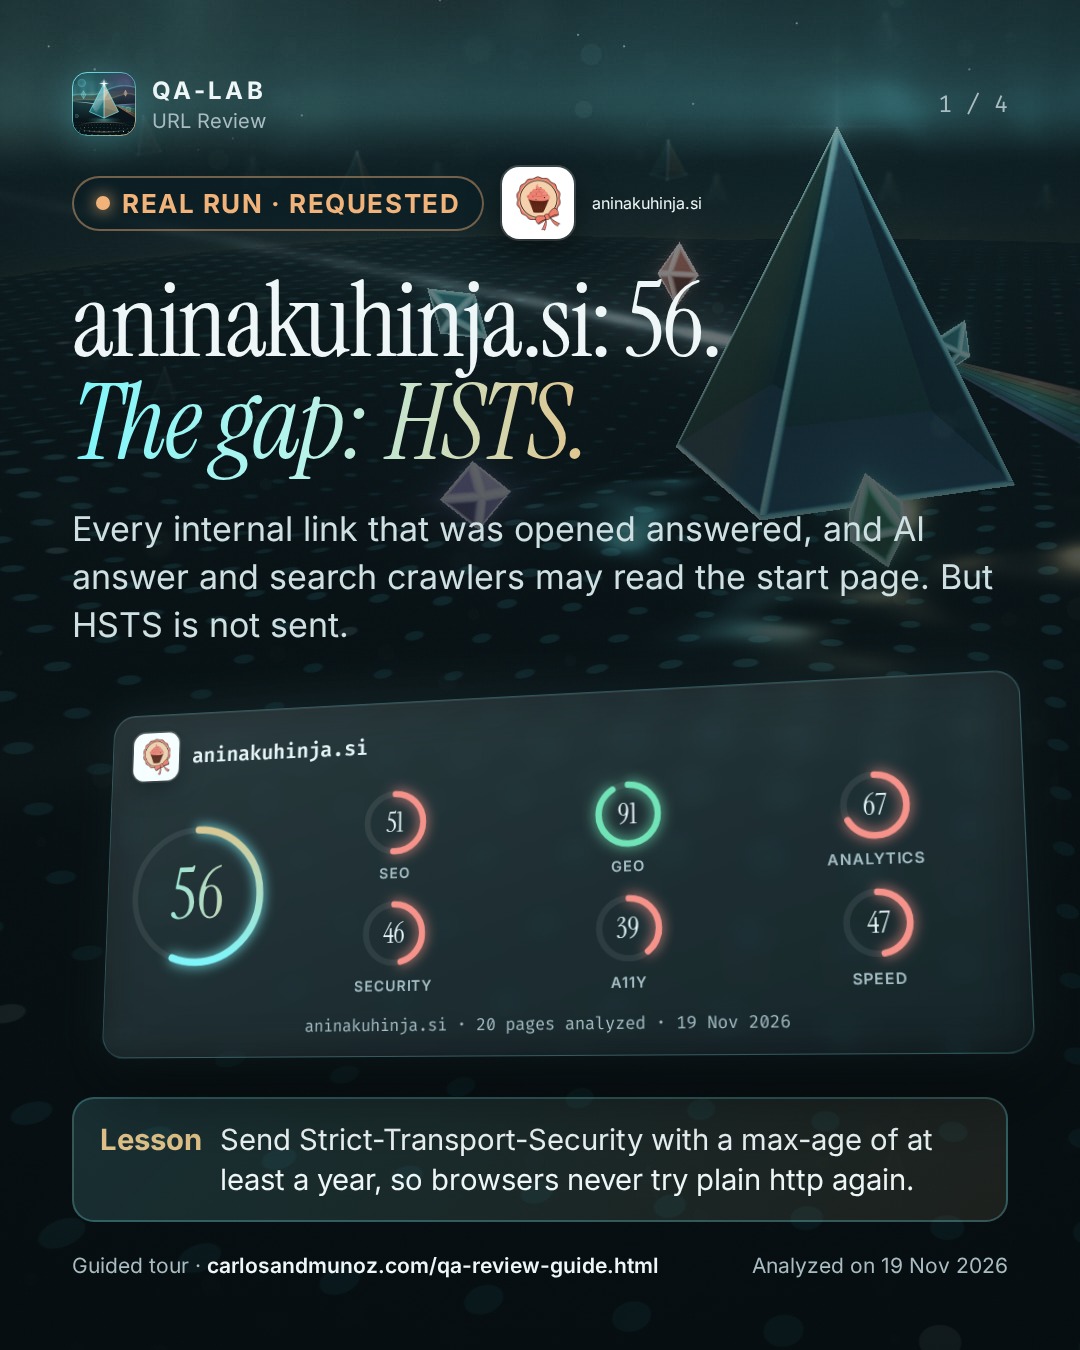 QA-LAB
URL Review
1 / 4
REAL RUN · REQUESTED
aninakuhinja.si
aninakuhinja.si: 56.
The gap: HSTS.
Every internal link that was opened answered, and AI
answer and search crawlers may read the start page. But
HSTS is not sent.
aninakuhinja.si
56
51
SEO
91
GEO
67
ANALYTICS
46
SECURITY
39
A11Y
47
SPEED
aninakuhinja.si · 20 pages analyzed · 19 Nov 2026
Lesson Send Strict-Transport-Security with a max-age of at
least a year, so browsers never try plain http again.
Guided tour · carlosandmunoz.com/qa-review-guide.html
Analyzed on 19 Nov 2026